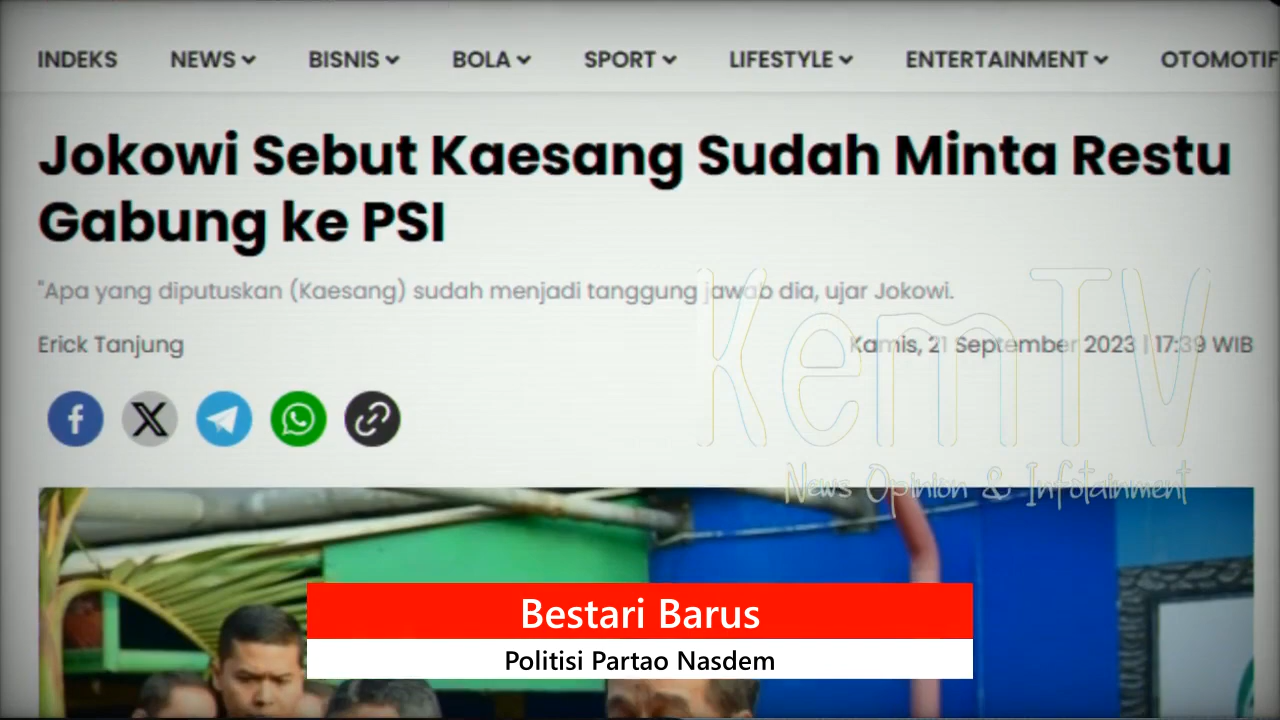 INDEKS NEWS BISNIS BOLA SPORT LIFESTYLE ENTERTAINMENT OTOMOTIF
Jokowi Sebut Kaesang Sudah Minta Restu
Gabung ke PSI
"Apa yang diputuskan (Kaesang) sudah menjadi tanggung jawab dia, ujar Jokowi.
Erick Tanjung Kamis, 21 September 2023 | 17:39 WIB
KemTV
News Opinion & Infotainment
Bestari Barus
Politisi Partao Nasdem